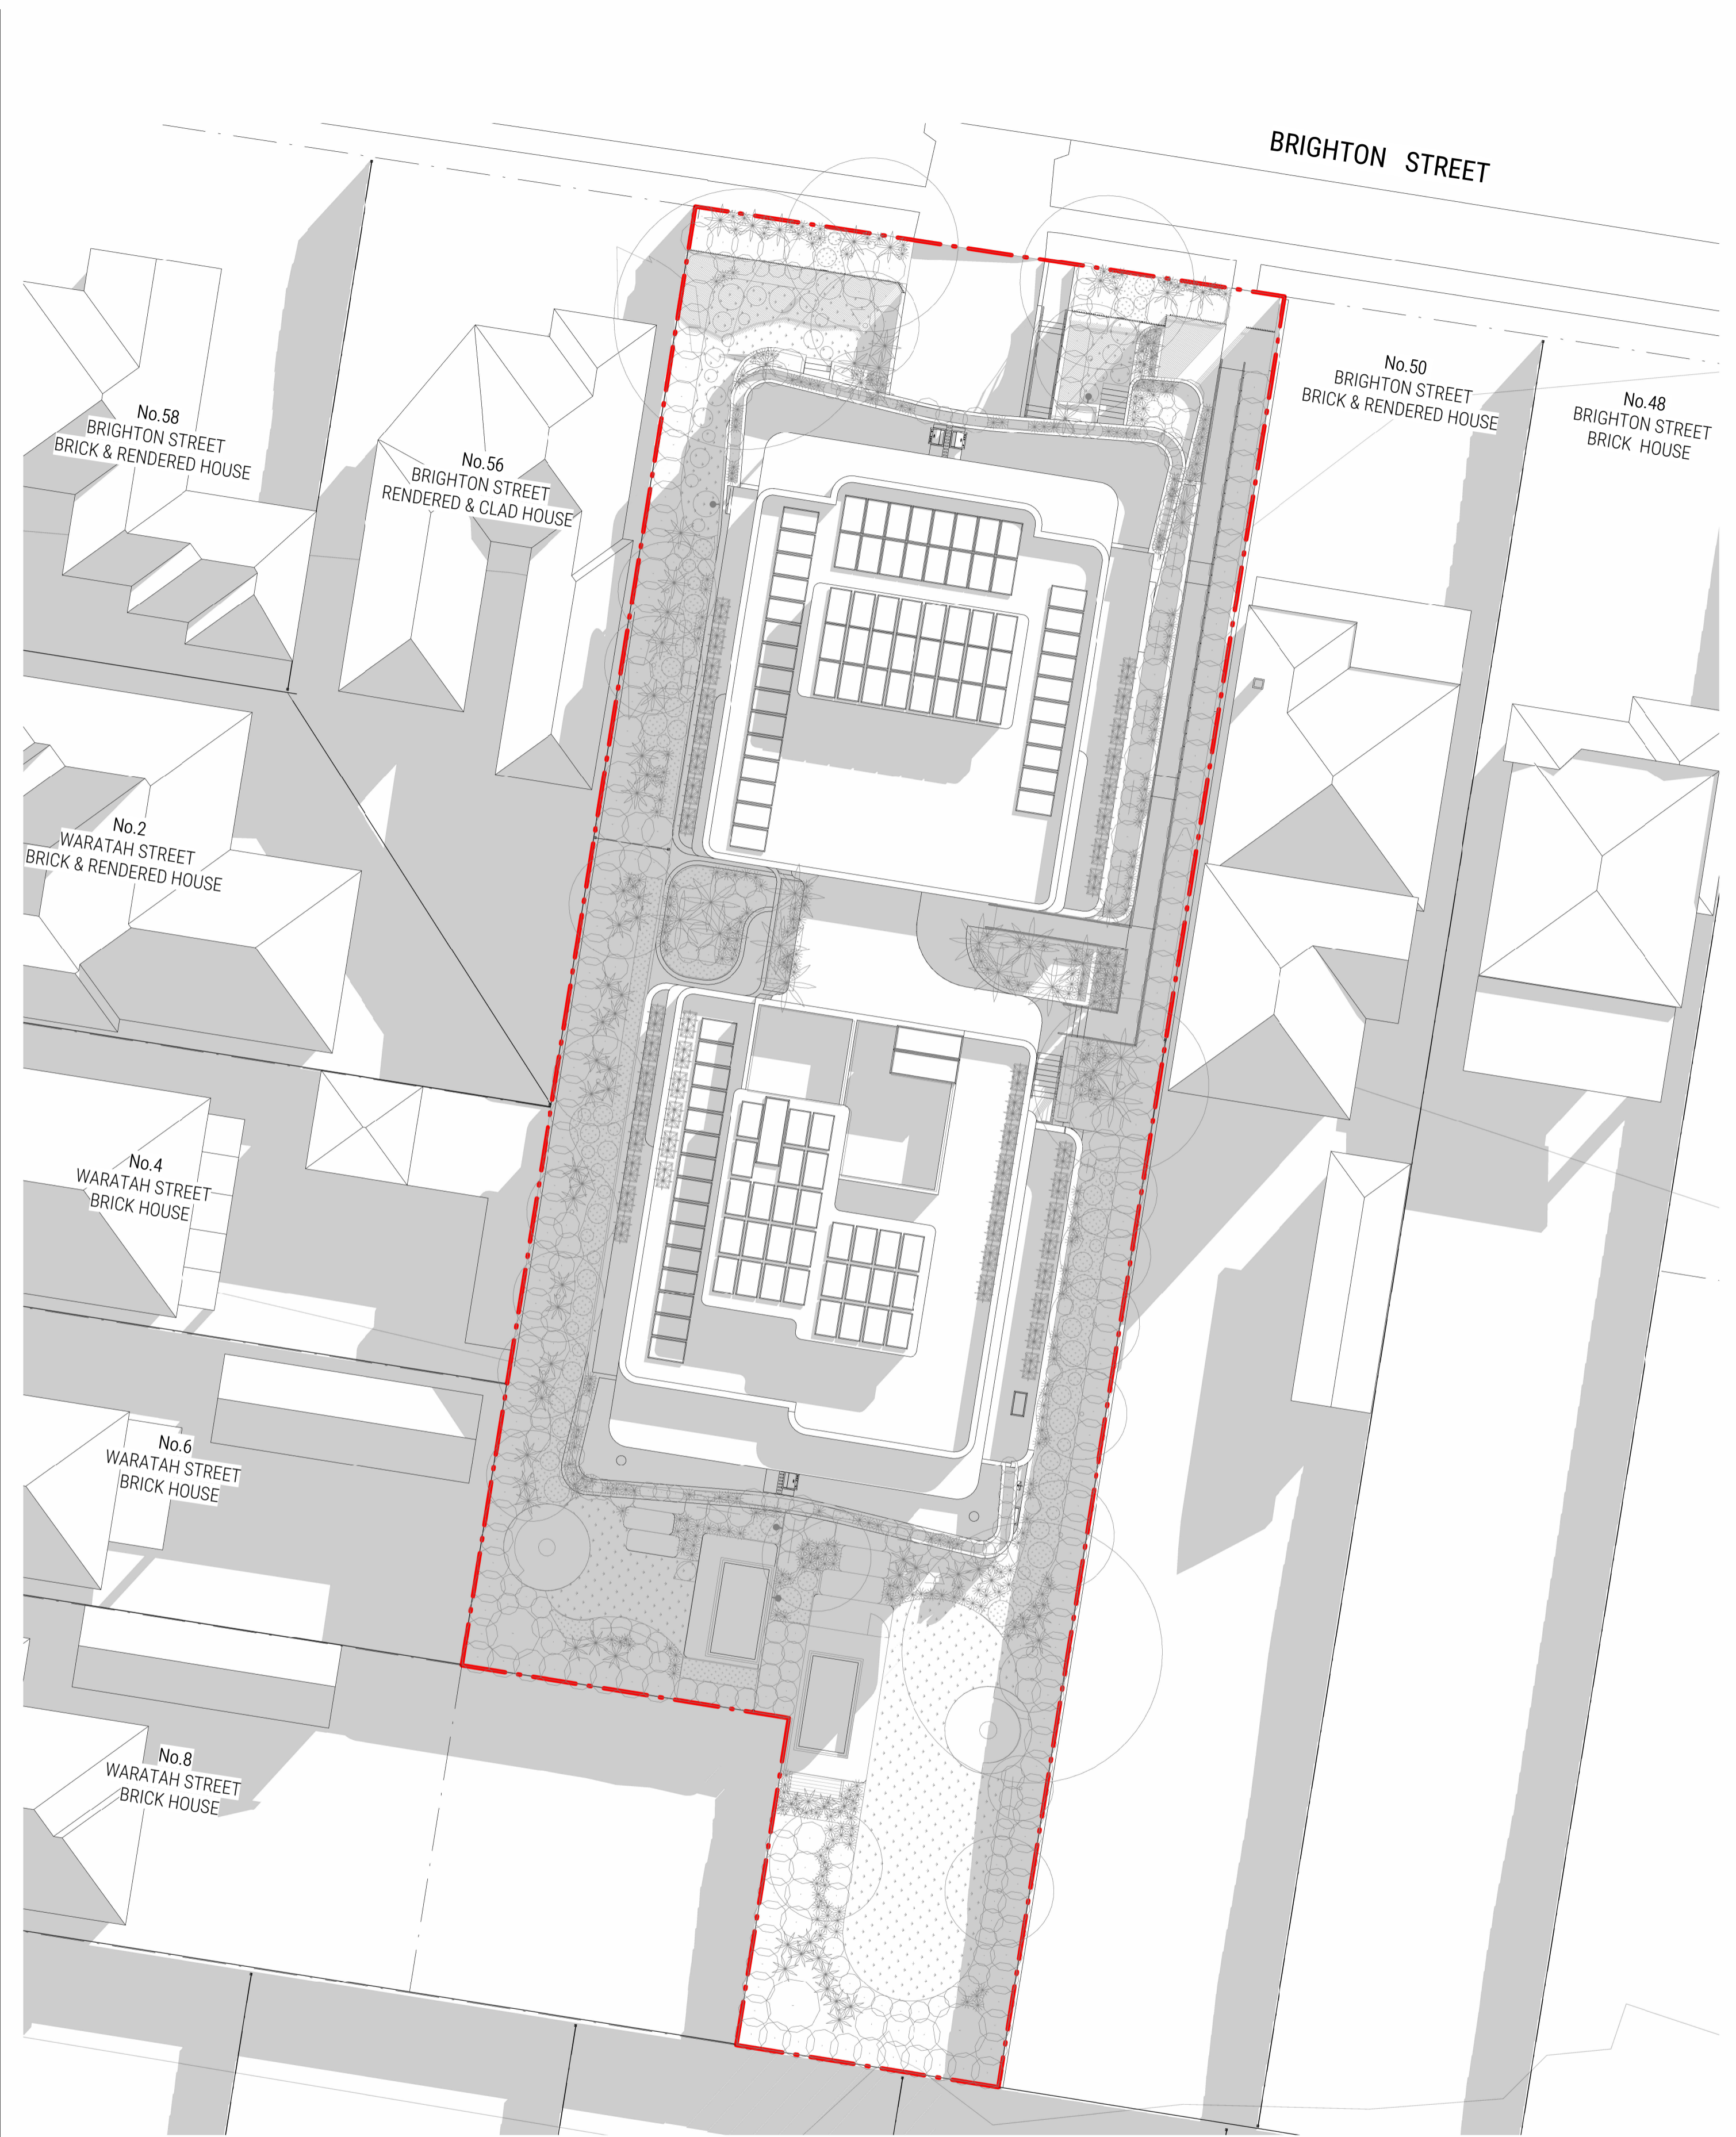 BRIGHTON STREET
No.50
BRIGHTON STREET
BRICK & RENDERED HOUSE
No.48
BRIGHTON STREET
BRICK HOUSE
No.58
BRIGHTON STREET
BRICK & RENDERED HOUSE
No.56
BRIGHTON STREET
RENDERED & CLAD HOUSE
No.2
WARATAH STREET
BRICK & RENDERED HOUSE
No.4
WARATAH STREET
BRICK HOUSE
No.6
WARATAH STREET
BRICK HOUSE
No.8
WARATAH STREET
BRICK HOUSE